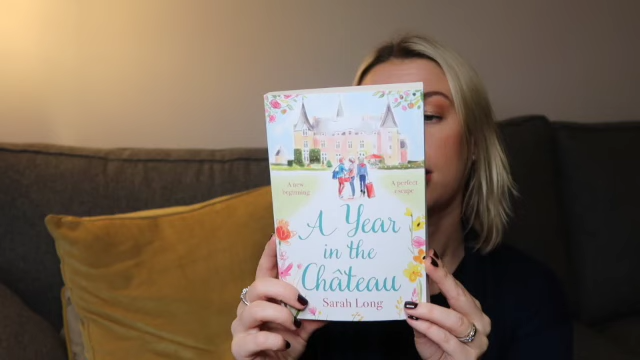 A new
beginning
A perfect
escape
A Year
in the
Château
Sarah Long